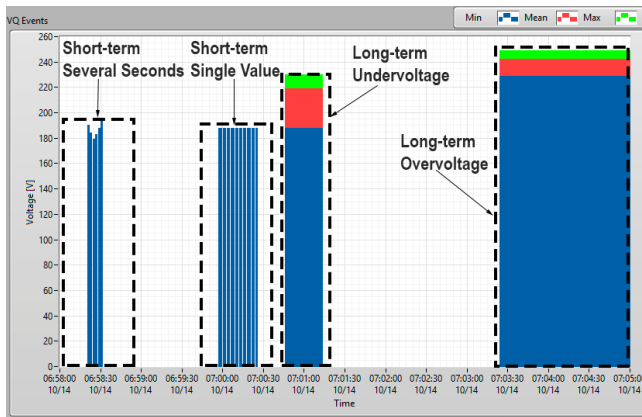 VQ Events
Min Mean Max
Short-term
Several Seconds
Short-term
Single Value
Long-term
Undervoltage
Long-term
Overvoltage
Voltage [V]
260
240
220
200
180
160
140
120
100
80
60
40
20
0
06:58:00 06:58:30 06:59:00 06:59:30 07:00:00 07:00:30 07:01:00 07:01:30 07:02:00 07:02:30 07:03:00 07:03:30 07:04:00 07:04:30 07:05:00
10/14 10/14 10/14 10/14 10/14 10/14 10/14 10/14 10/14 10/14 10/14 10/14 10/14 10/14 10/14
Time